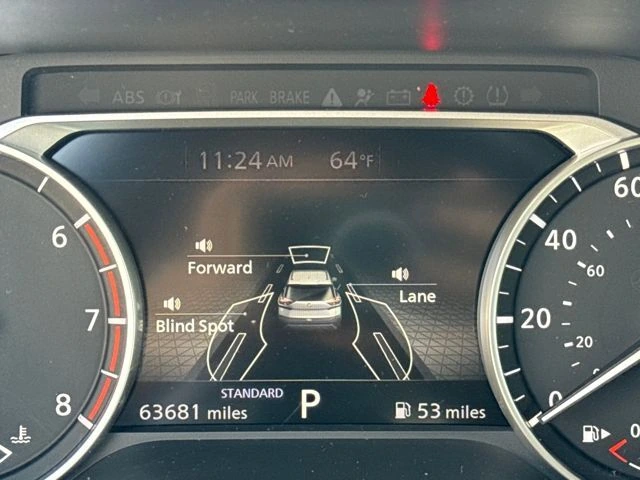 ABS PARK BRAKE
11:24 AM 64°F
Forward
Lane
Blind Spot
STANDARD
63681 miles P 53 miles
6
7
8
60
40
60
20
20
0
0